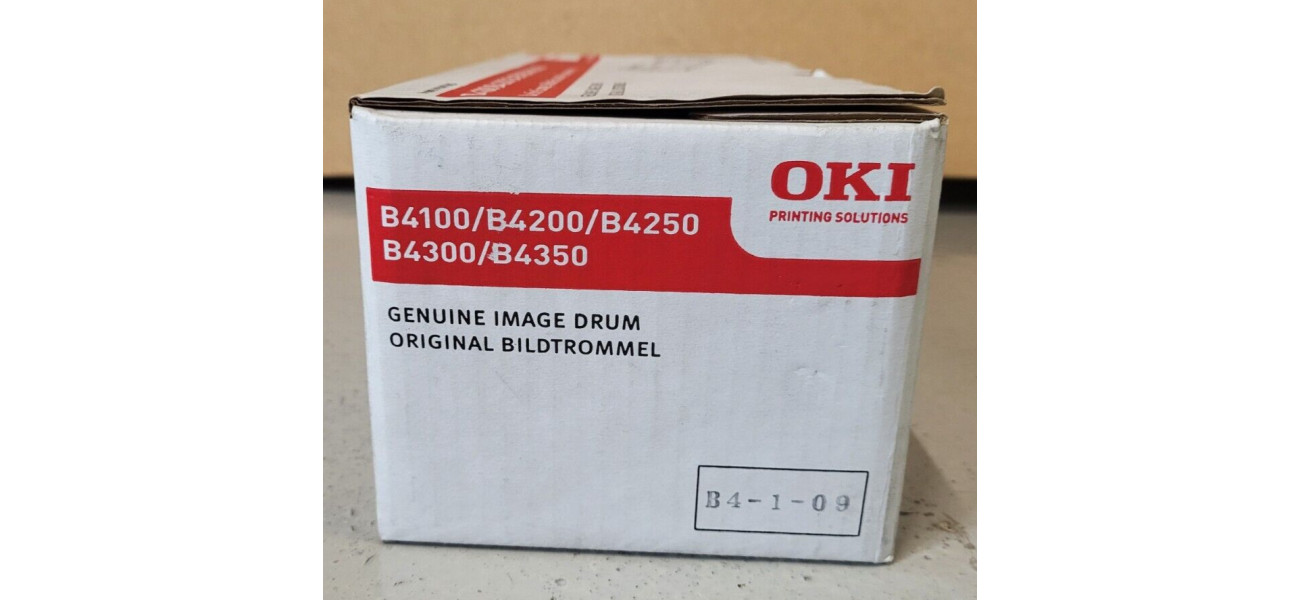 OKI
PRINTING SOLUTIONS
B4100/B4200/B4250
B4300/B4350
GENUINE IMAGE DRUM
ORIGINAL BILDTROMMEL
B4-1-09